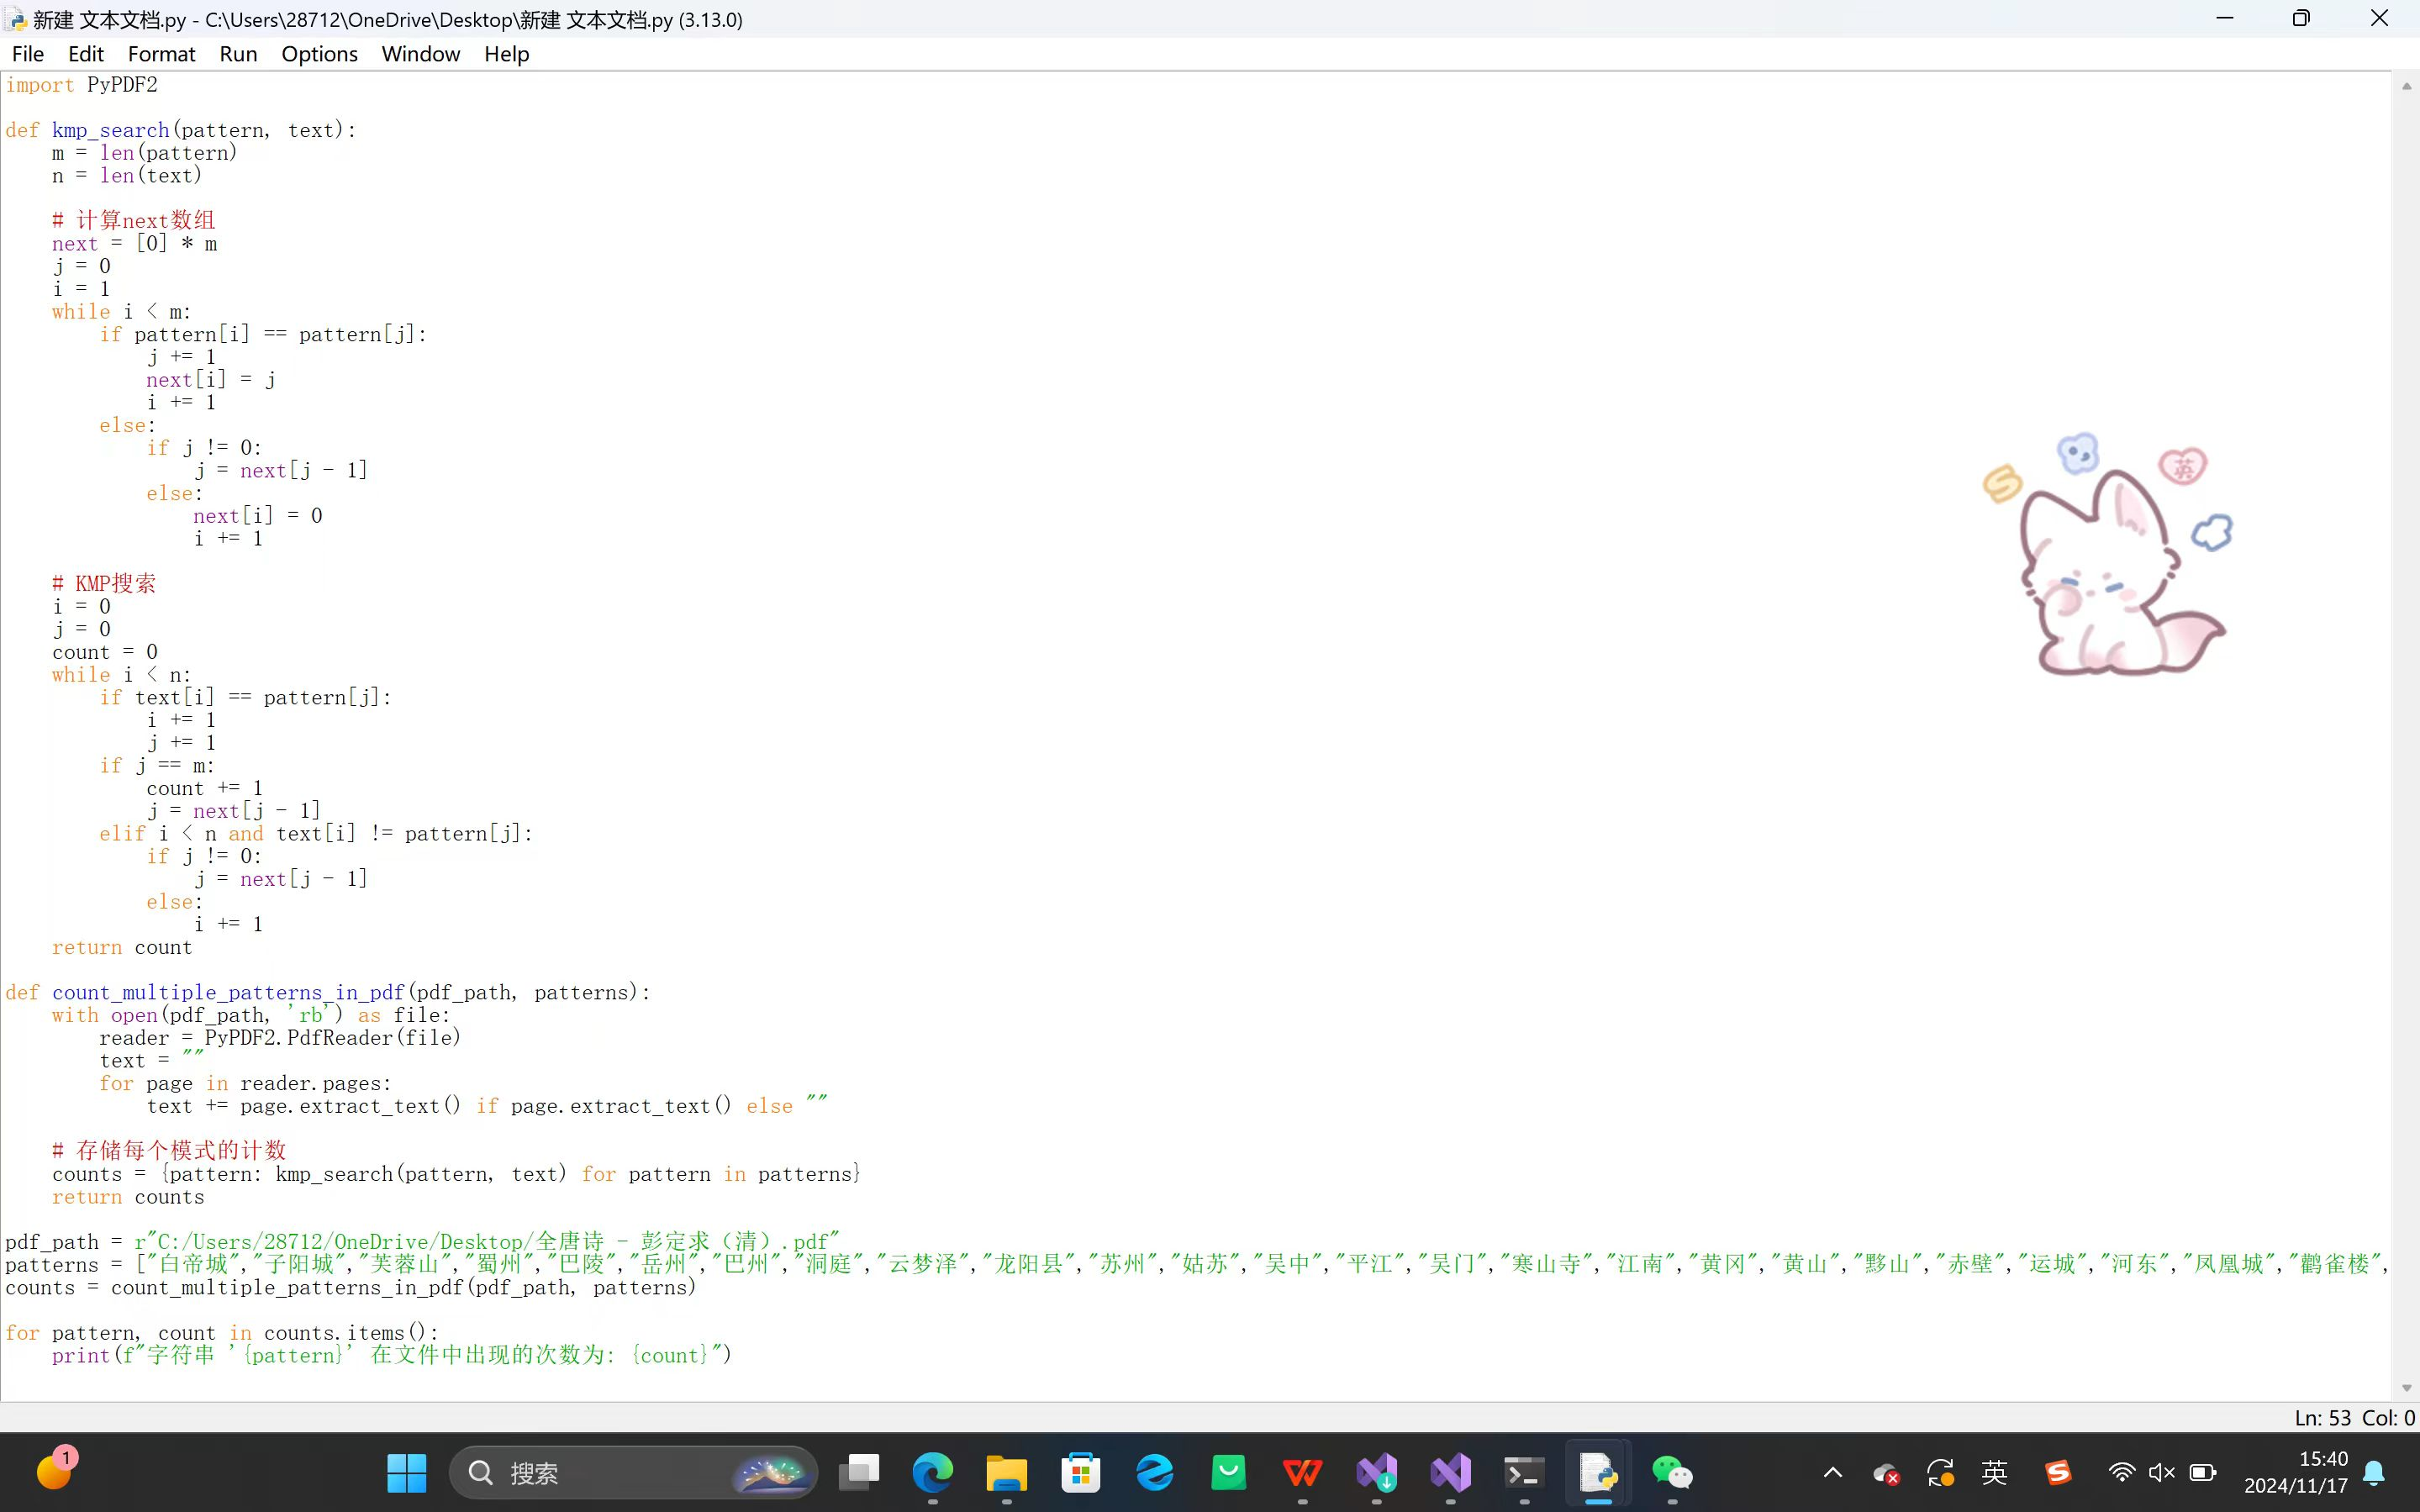 新建 文本文档.py - C:\Users\28712\OneDrive\Desktop\新建 文本文档.py (3.13.0)
File Edit Format Run Options Window Help
import PyPDF2
def kmp_search(pattern, text):
    m = len(pattern)
    n = len(text)
    # 计算next数组
    next = [0] * m
    j = 0
    i = 1
    while i < m:
        if pattern[i] == pattern[j]:
            j += 1
            next[i] = j
            i += 1
        else:
            if j != 0:
                j = next[j - 1]
            else:
                next[i] = 0
                i += 1
    # KMP搜索
    i = 0
    j = 0
    count = 0
    while i < n:
        if text[i] == pattern[j]:
            i += 1
            j += 1
        if j == m:
            count += 1
            j = next[j - 1]
        elif i < n and text[i] != pattern[j]:
            if j != 0:
                j = next[j - 1]
            else:
                i += 1
    return count
def count_multiple_patterns_in_pdf(pdf_path, patterns):
    with open(pdf_path, 'rb') as file:
        reader = PyPDF2.PdfReader(file)
        text = ""
        for page in reader.pages:
            text += page.extract_text() if page.extract_text() else ""
    # 存储每个模式的计数
    counts = {pattern: kmp_search(pattern, text) for pattern in patterns}
    return counts
pdf_path = r"C:/Users/28712/OneDrive/Desktop/全唐诗 - 彭定求（清）.pdf"
patterns = ["白帝城","子阳城","芙蓉山","蜀州","巴陵","岳州","巴州","洞庭","云梦泽","龙阳县","苏州","姑苏","吴中","平江","吴门","寒山寺","江南","黄冈","黄山","黟山","赤壁","运城","河东","凤凰城","鹳雀楼",
counts = count_multiple_patterns_in_pdf(pdf_path, patterns)
for pattern, count in counts.items():
    print(f"字符串 '{pattern}' 在文件中出现的次数为: {count}")
英
Ln: 53 Col: 0
1
搜索
英
15:40
2024/11/17